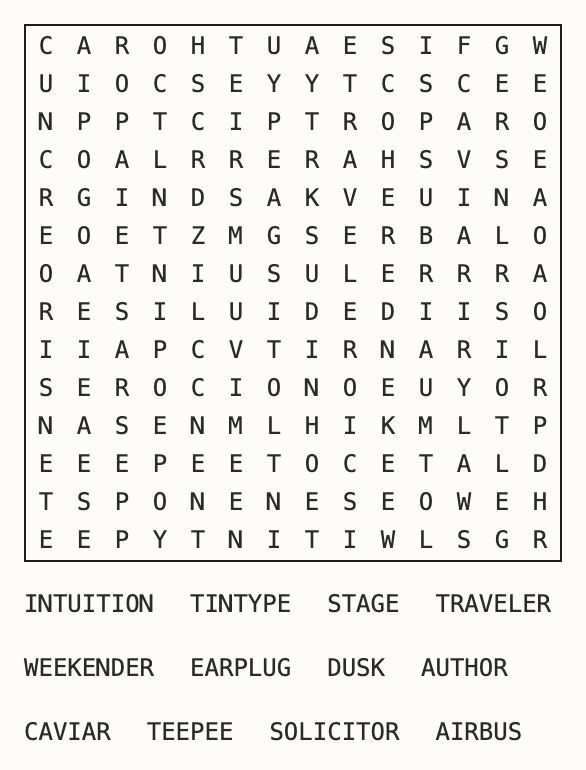 C A R O H T U A E S I F G W
U I O C S E Y Y T C S C E E
N P P T C I P T R O P A R O
C O A L R R E R A H S V S E
R G I N D S A K V E U I N A
E O E T Z M G S E R B A L O
O A T N I U S U L E R R R A
R E S I L U I D E D I I S O
I I A P C V T I R N A R I L
S E R O C I O N O E U Y O R
N A S E N M L H I K M L T P
E E E P E E T O C E T A L D
T S P O N E N E S E O W E H
E E P Y T N I T I W L S G R
INTUITION TINTYPE STAGE TRAVELER
WEEKENDER EARPLUG DUSK AUTHOR
CAVIAR TEEPEE SOLICITOR AIRBUS